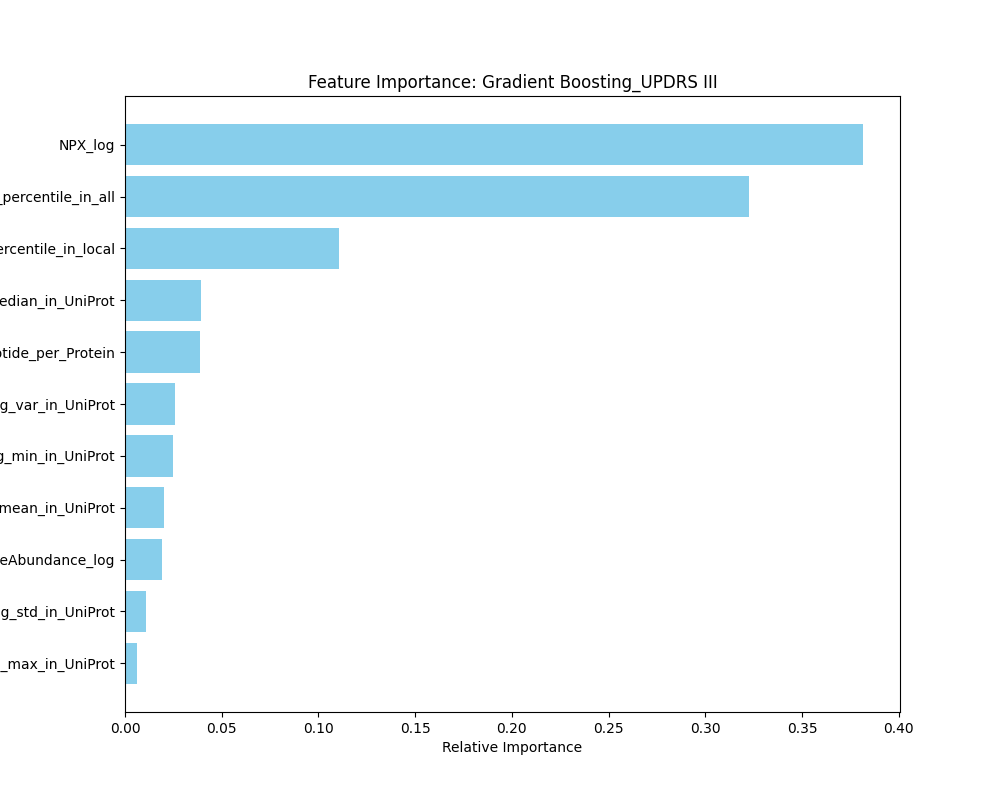 Feature Importance: Gradient Boosting_UPDRS III
NPX_log
_percentile_in_all
ercentile_in_local
edian_in_UniProt
tide_per_Protein
g_var_in_UniProt
g_min_in_UniProt
mean_in_UniProt
eAbundance_log
g_std_in_UniProt
_max_in_UniProt
0.00 0.05 0.10 0.15 0.20 0.25 0.30 0.35 0.40
Relative Importance